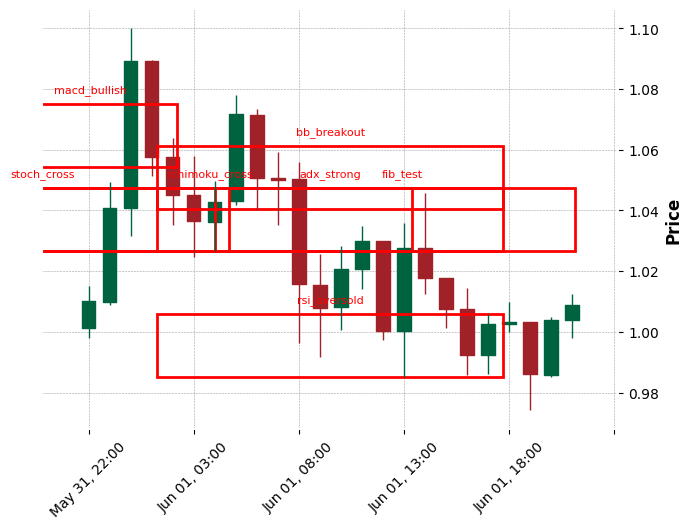 1.10
macd_bullish
1.08
bb_breakout
1.06
stoch_cross
adx_strong
fib_test
1.04
Price
1.02
rsi_oversold
1.00
0.98
May 31, 22:00
Jun 01, 03:00
Jun 01, 08:00
Jun 01, 13:00
Jun 01, 18:00